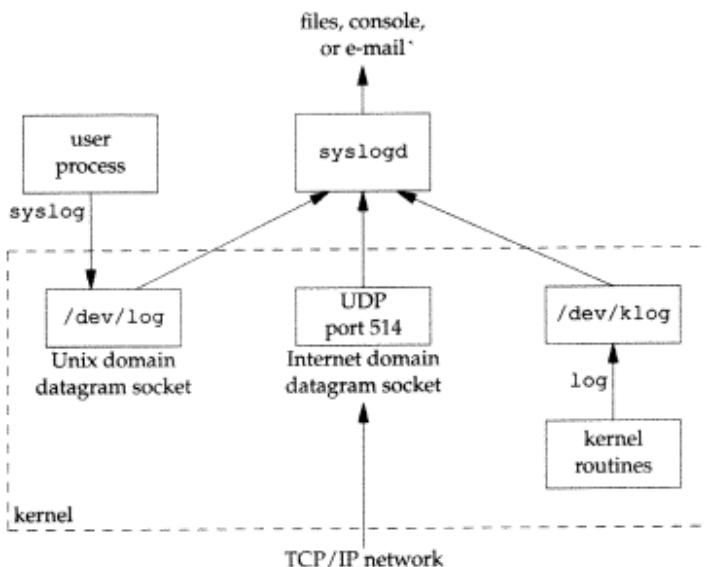 files, console,
or e-mail`
user
process
syslogd
syslog
/dev/log
UDP
port 514
/dev/klog
Unix domain
datagram socket
Internet domain
datagram socket
log
kernel
routines
kernel
TCP/IP network